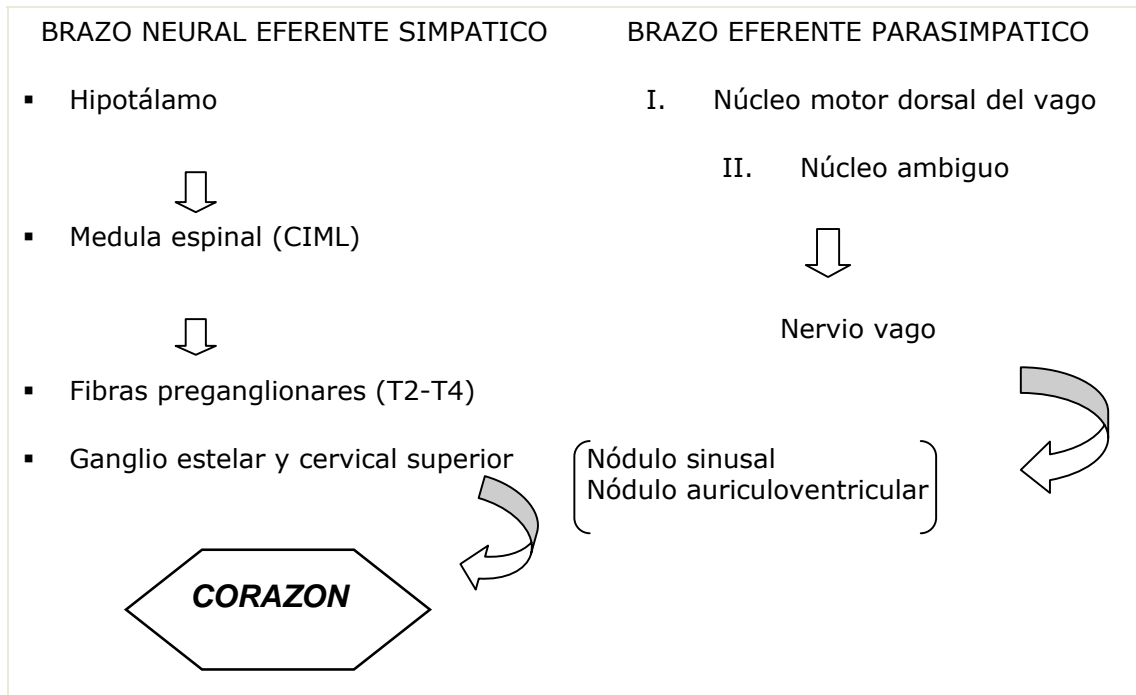 BRAZO NEURAL EFERENTE SIMPATICO
▪ Hipotálamo
▪ Medula espinal (CIML)
▪ Fibras preganglionares (T2-T4)
▪ Ganglio estelar y cervical superior
CORAZON
BRAZO EFERENTE PARASIMPATICO
I. Núcleo motor dorsal del vago
II. Núcleo ambiguo
Nervio vago
Nódulo sinusal
Nódulo auriculoventricular